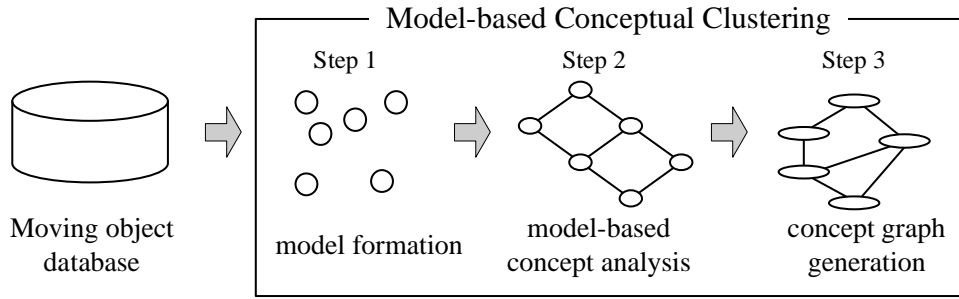 Model-based Conceptual Clustering
Step 1
Step 2
Step 3
Moving object
database
model formation
model-based
concept analysis
concept graph
generation